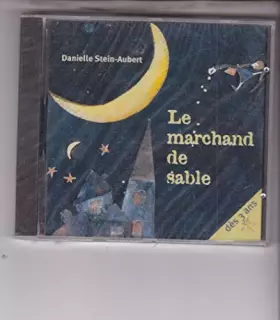 Danielle Stein-Aubert
Le
marchand
de
sable
dès 3 ans